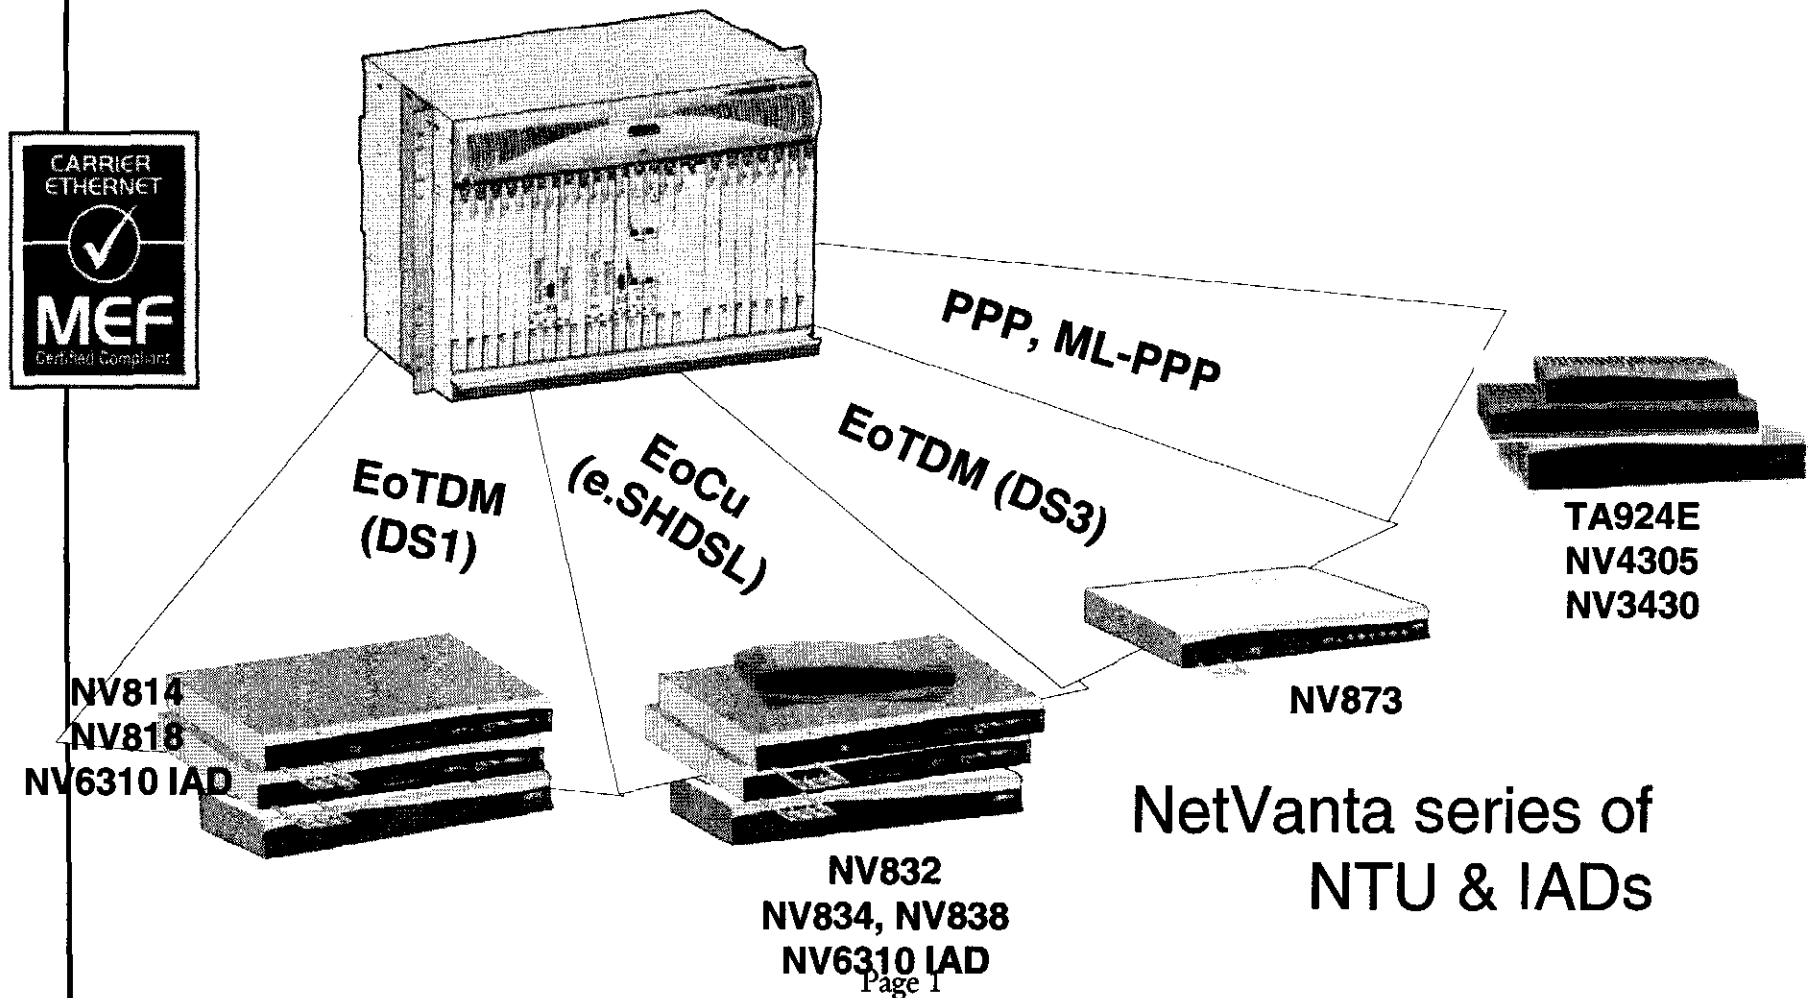 CARRIER
ETHERNET
MEF
Certified Compliant
PPP, ML-PPP
EoTDM (DS3)
EoCu
(e.SHDSL)
EoTDM
(DS1)
TA924E
NV4305
NV3430
NV873
NV814
NV818
NV6310 IAD
NV832
NV834, NV838
NV6310 IAD
NetVanta series of
NTU & IADs
Page 1